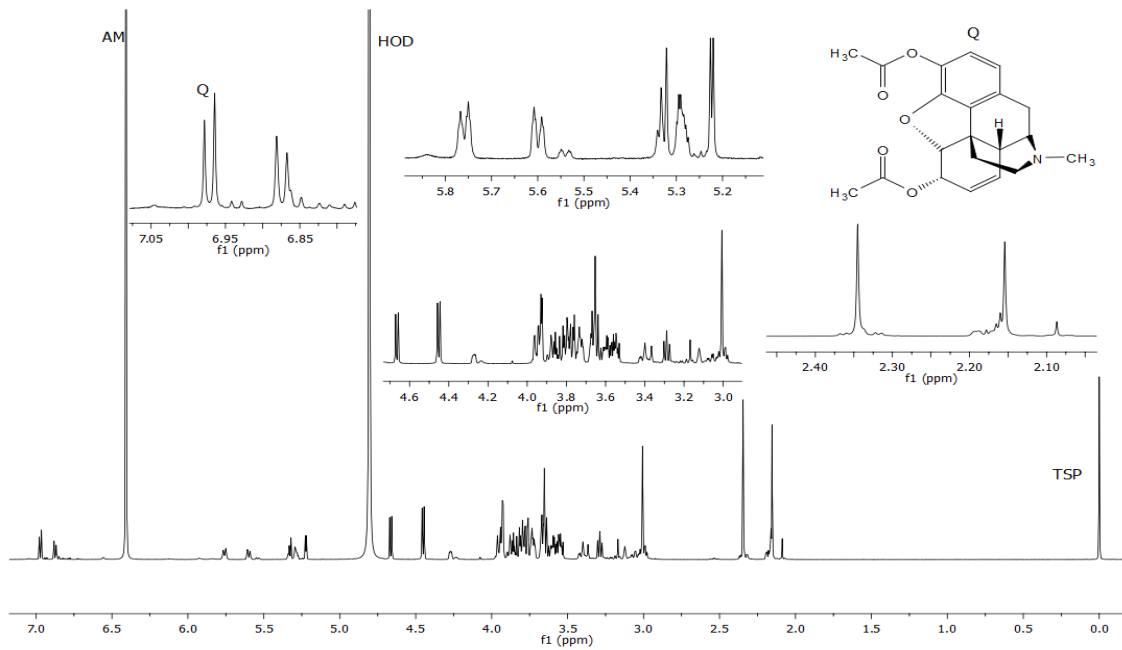 AM
HOD
Q
7.05 6.95 6.85
f1 (ppm)
5.8 5.7 5.6 5.5 5.4 5.3 5.2
f1 (ppm)
Q
H₃C
O
O
O
H
N
CH₃
O
H₃C
O
4.6 4.4 4.2 4.0 3.8 3.6 3.4 3.2 3.0
f1 (ppm)
2.40 2.30 2.20 2.10
f1 (ppm)
TSP
7.0 6.5 6.0 5.5 5.0 4.5 4.0 3.5 3.0 2.5 2.0 1.5 1.0 0.5 0.0
f1 (ppm)